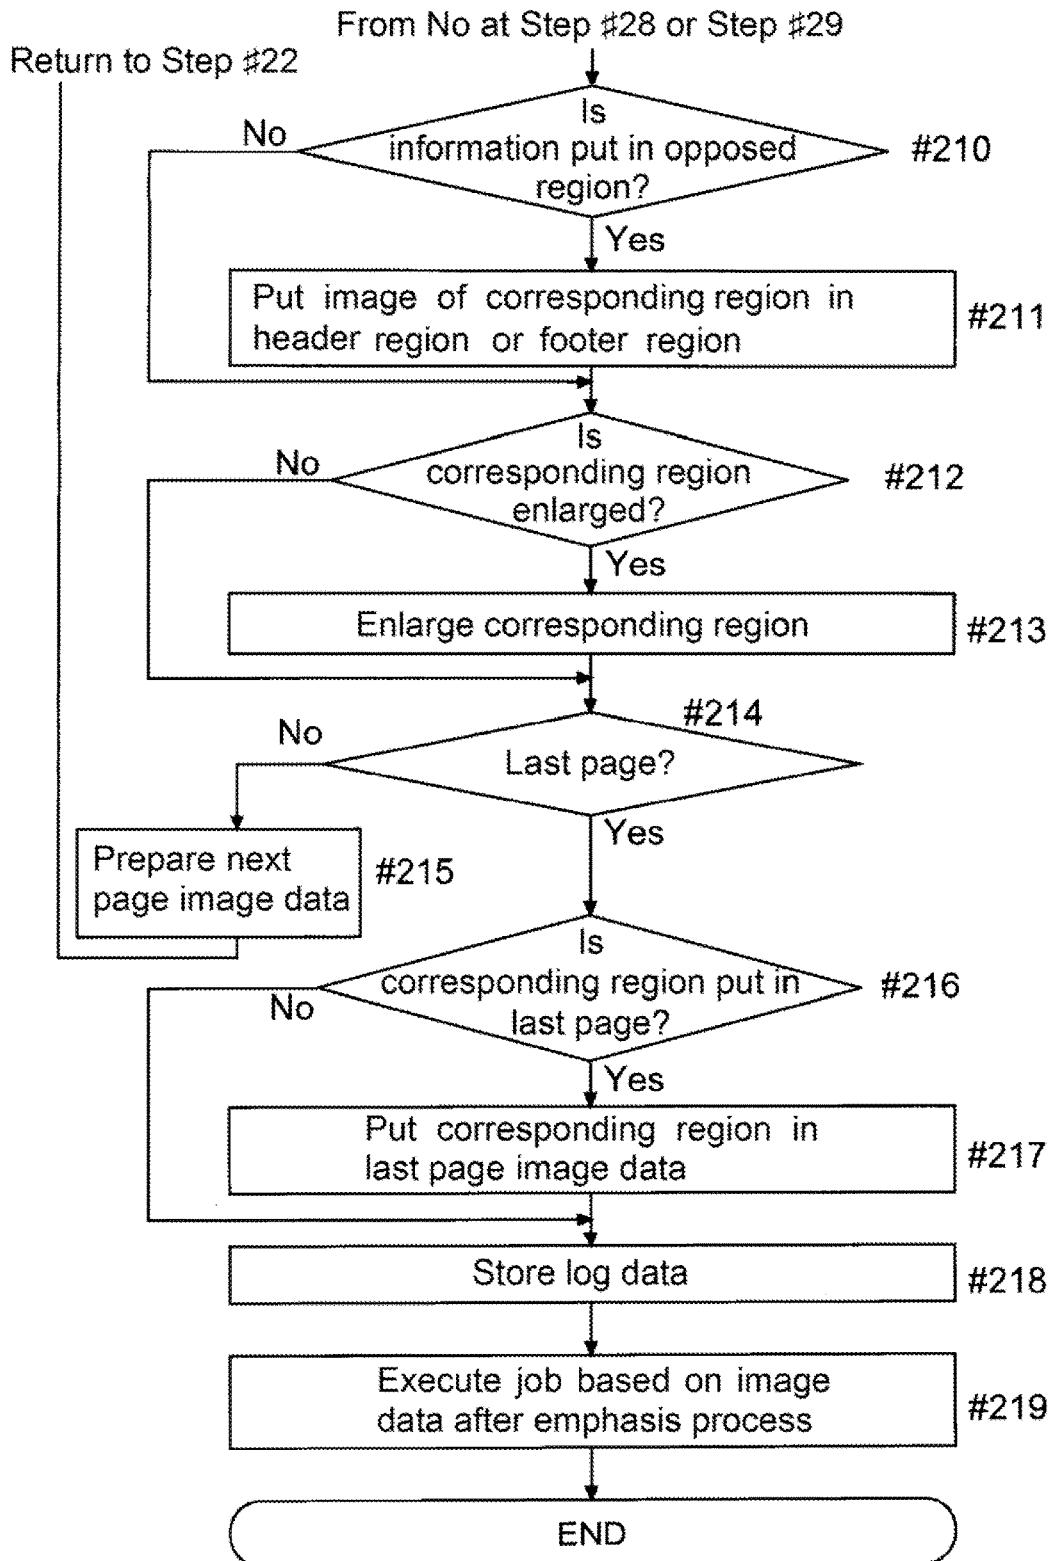 From No at Step ♯28 or Step ♯29
Return to Step ♯22
Is
information put in opposed
region?
No
#210
Yes
Put image of corresponding region in
header region or footer region
#211
Is
corresponding region
enlarged?
No
#212
Yes
Enlarge corresponding region
#213
#214
No
Last page?
Yes
Prepare next
page image data
#215
Is
corresponding region put in
last page?
No
#216
Yes
Put corresponding region in
last page image data
#217
Store log data
#218
Execute job based on image
data after emphasis process
#219
END